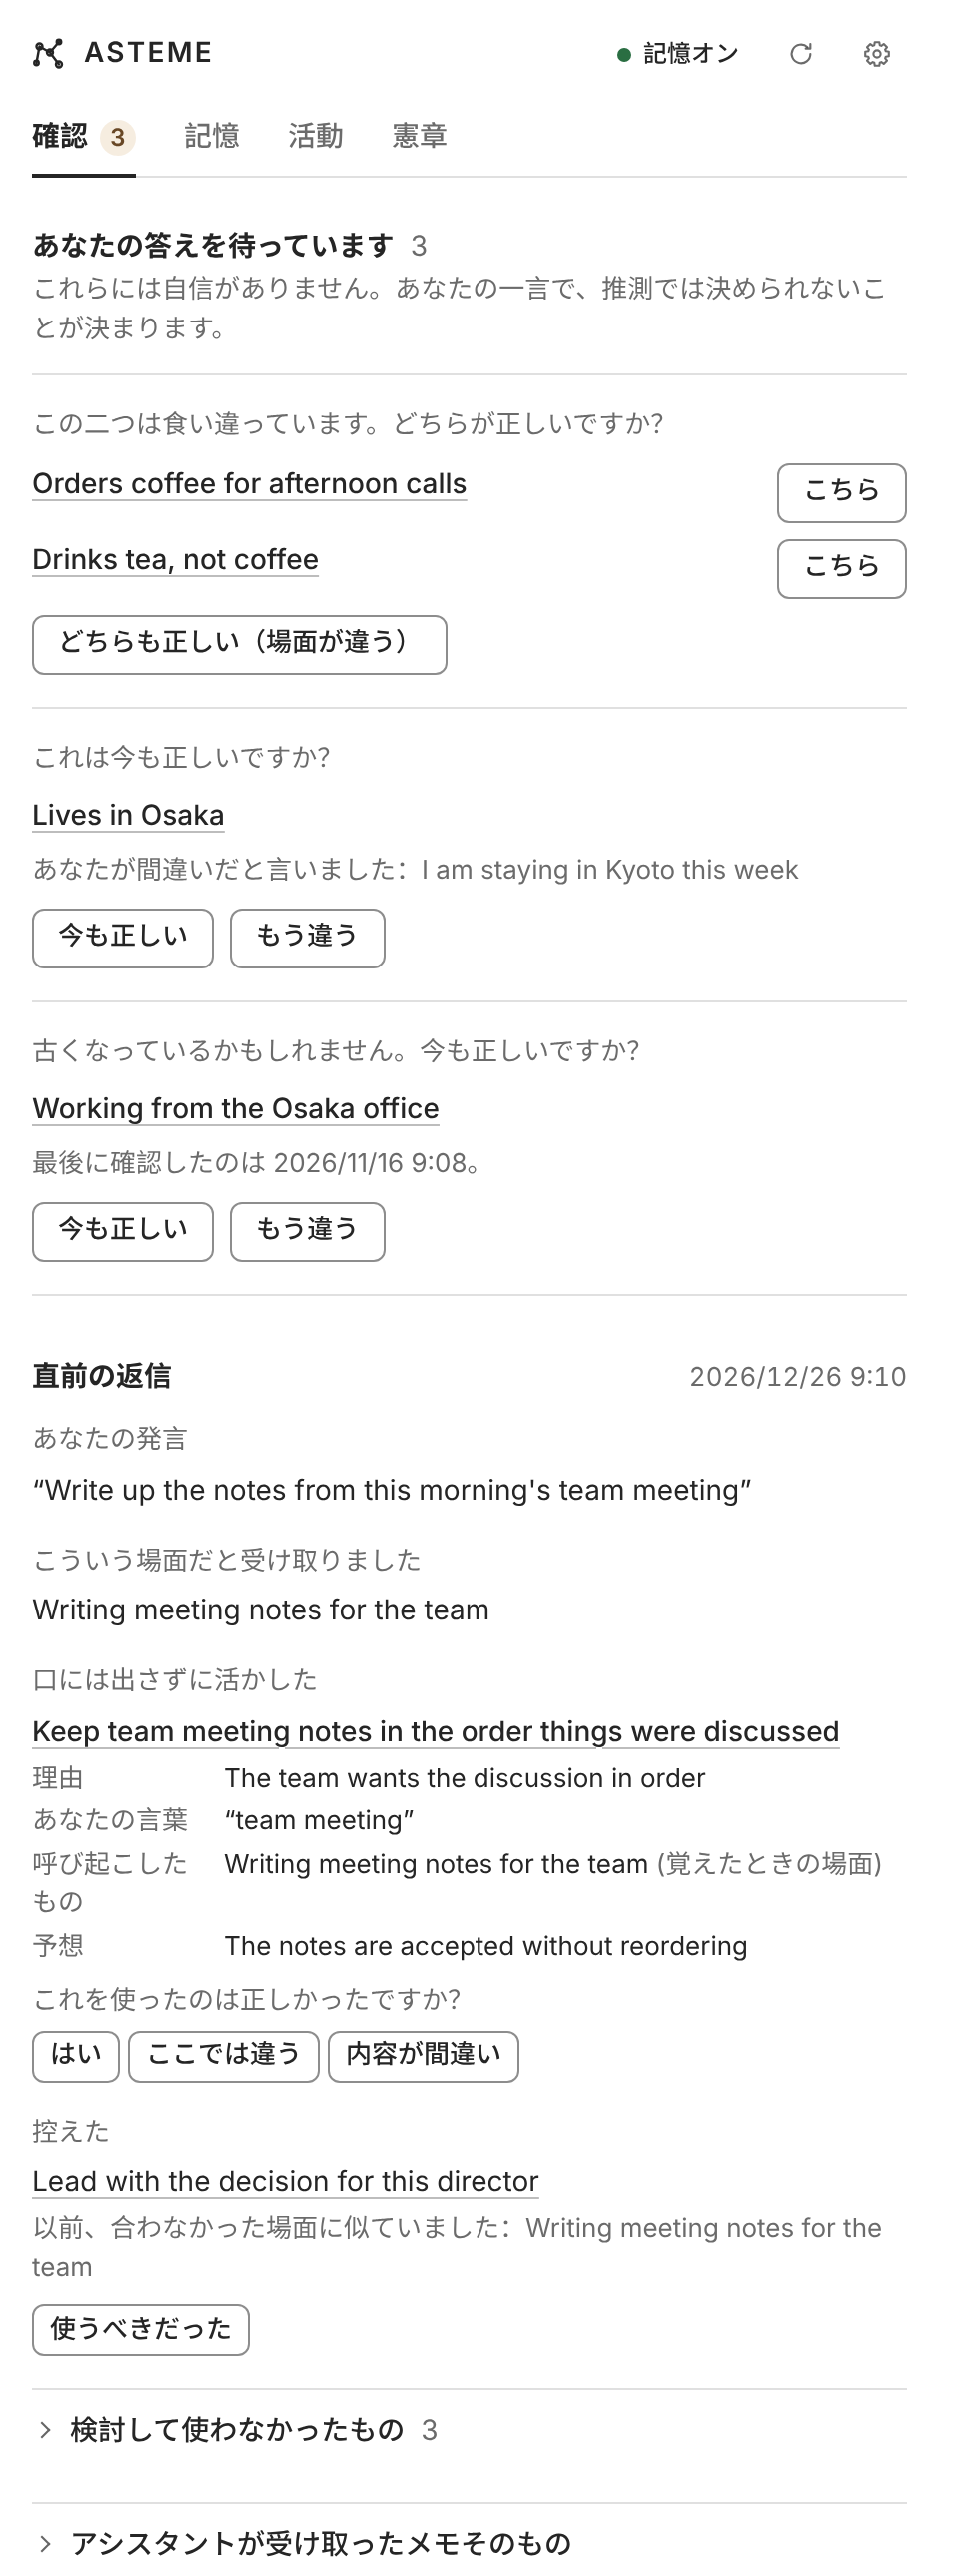 ASTEME
記憶オン
確認 3 記憶 活動 憲章
あなたの答えを待っています 3
これらには自信がありません。あなたの一言で、推測では決められないこ
とが決まります。
この二つは食い違っています。どちらが正しいですか？
Orders coffee for afternoon calls
こちら
Drinks tea, not coffee
こちら
どちらも正しい（場面が違う）
これは今も正しいですか？
Lives in Osaka
あなたが間違いだと言いました：I am staying in Kyoto this week
今も正しい もう違う
古くなっているかもしれません。今も正しいですか？
Working from the Osaka office
最後に確認したのは 2026/11/16 9:08。
今も正しい もう違う
直前の返信 2026/12/26 9:10
あなたの発言
“Write up the notes from this morning's team meeting”
こういう場面だと受け取りました
Writing meeting notes for the team
口には出さずに活かした
Keep team meeting notes in the order things were discussed
理由 The team wants the discussion in order
あなたの言葉 “team meeting”
呼び起こした Writing meeting notes for the team (覚えたときの場面)
もの
予想 The notes are accepted without reordering
これを使ったのは正しかったですか？
はい ここでは違う 内容が間違い
控えた
Lead with the decision for this director
以前、合わなかった場面に似ていました：Writing meeting notes for the
team
使うべきだった
検討して使わなかったもの 3
アシスタントが受け取ったメモそのもの